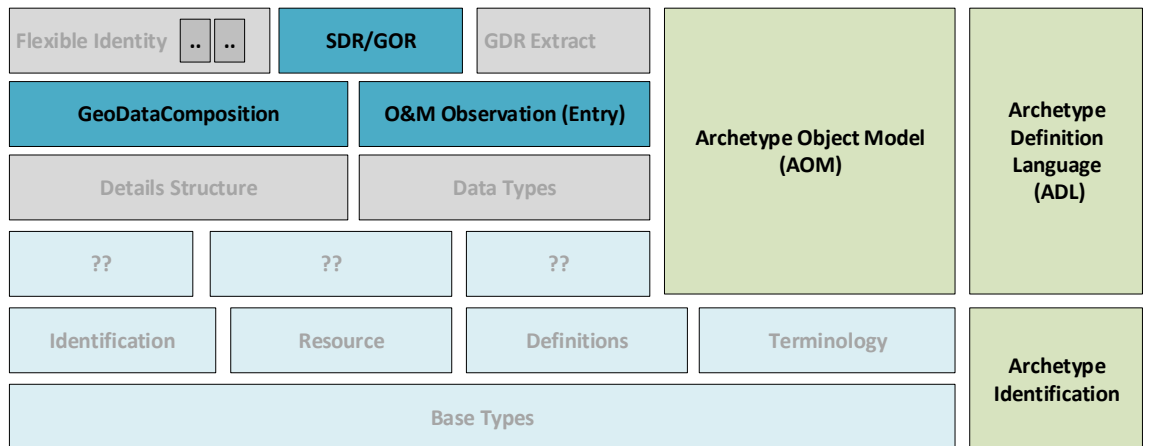 Flexible Identity .. ..
SDR/GOR
GDR Extract
GeoDataComposition
O&M Observation (Entry)
Archetype Object Model
(AOM)
Archetype
Definition
Language
(ADL)
Details Structure
Data Types
??
??
??
Identification
Resource
Definitions
Terminology
Archetype
Identification
Base Types